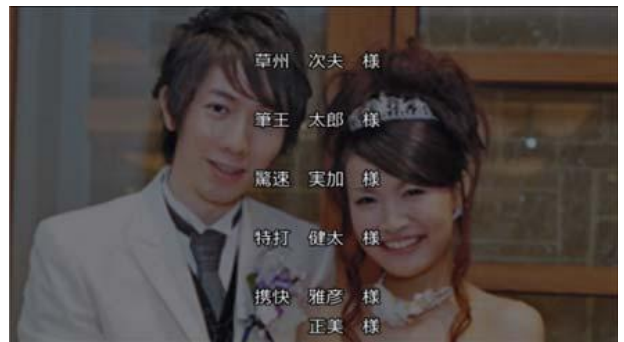 草州 次夫 様
筆王 太郎 様
驚速 実加 様
特打 健太 様
携快 雅彦 様
正美 様